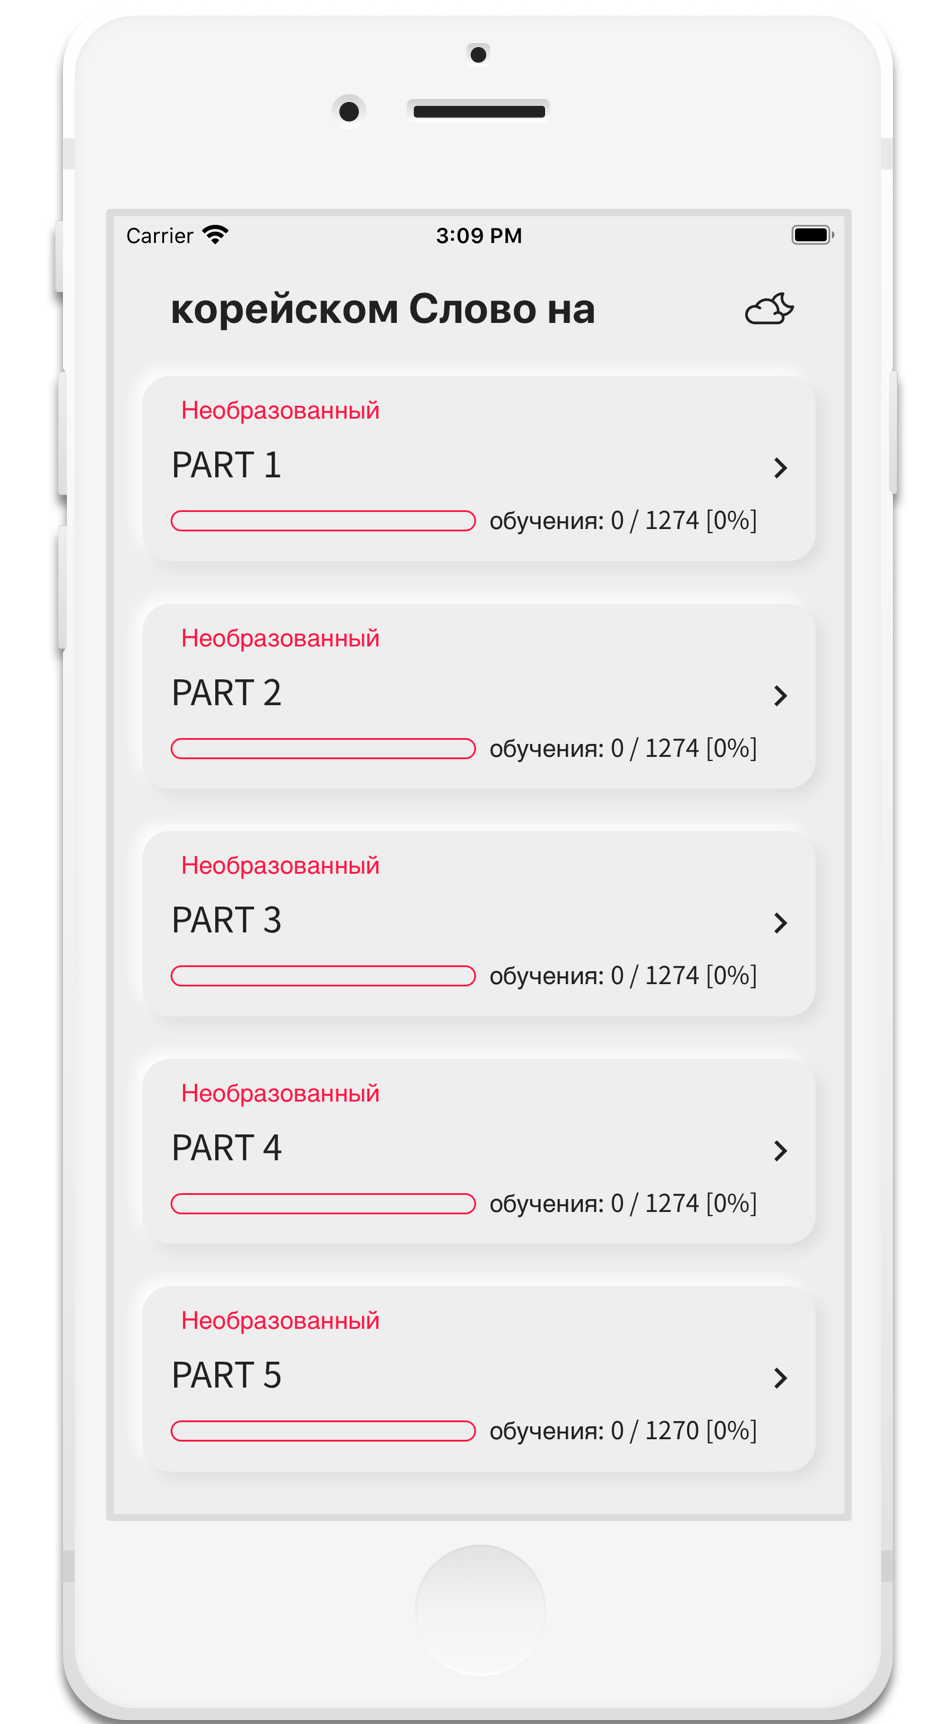 Carrier 3:09 PM
корейском Слово на
Необразованный
PART 1
обучения: 0 / 1274 [0%]
Необразованный
PART 2
обучения: 0 / 1274 [0%]
Необразованный
PART 3
обучения: 0 / 1274 [0%]
Необразованный
PART 4
обучения: 0 / 1274 [0%]
Необразованный
PART 5
обучения: 0 / 1270 [0%]